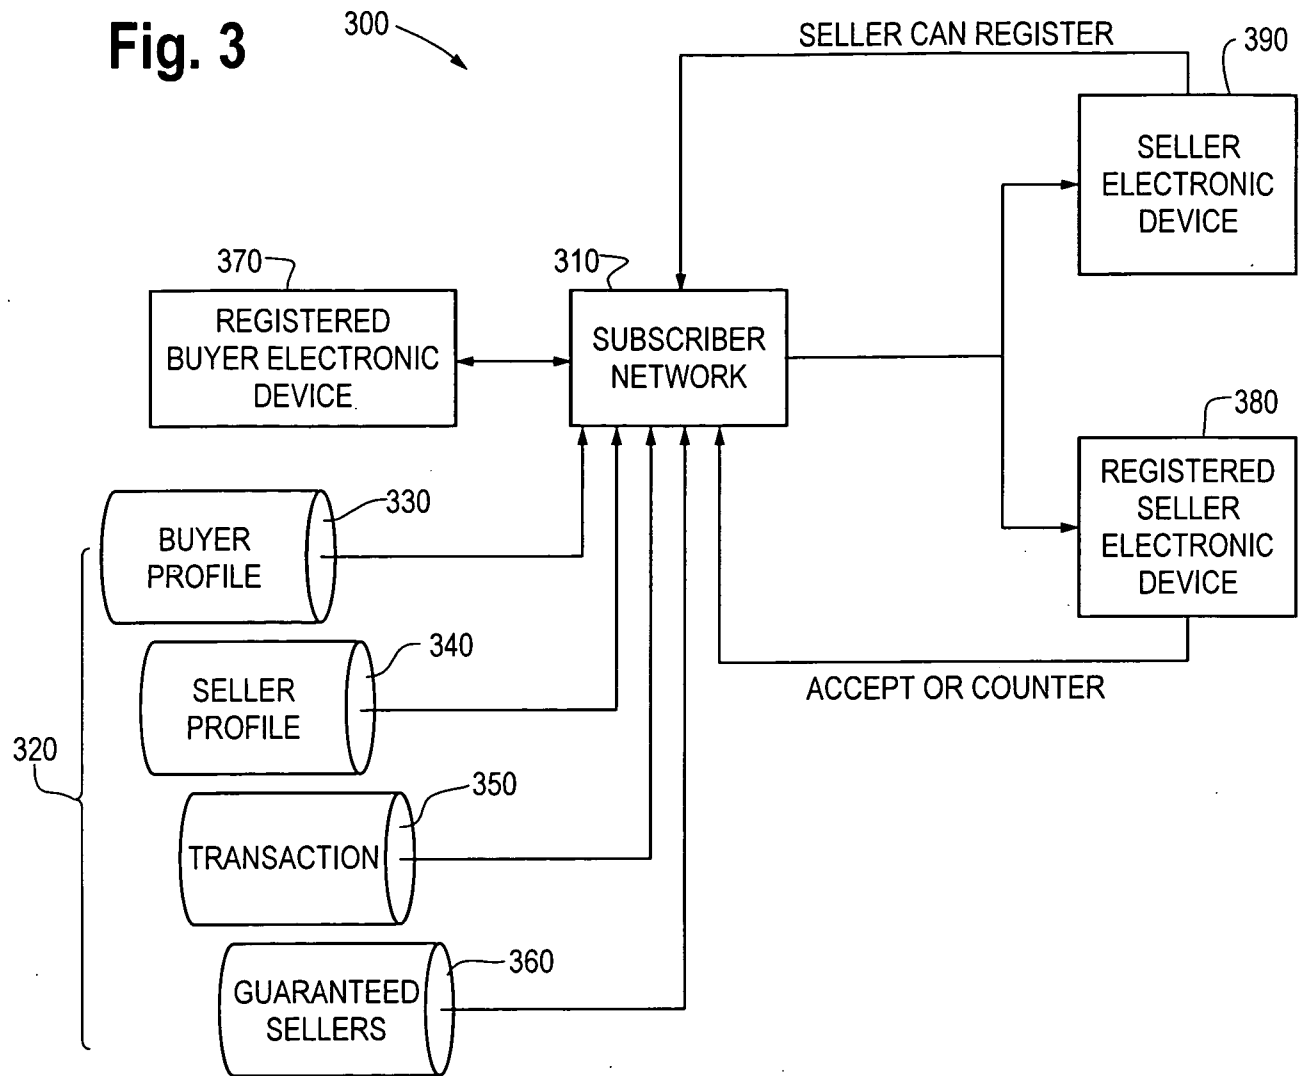 Fig. 3
300
SELLER CAN REGISTER
390
SELLER
ELECTRONIC
DEVICE
370
REGISTERED
BUYER ELECTRONIC
DEVICE
310
SUBSCRIBER
NETWORK
380
REGISTERED
SELLER
ELECTRONIC
DEVICE
ACCEPT OR COUNTER
330
BUYER
PROFILE
340
SELLER
PROFILE
320
350
TRANSACTION
360
GUARANTEED
SELLERS